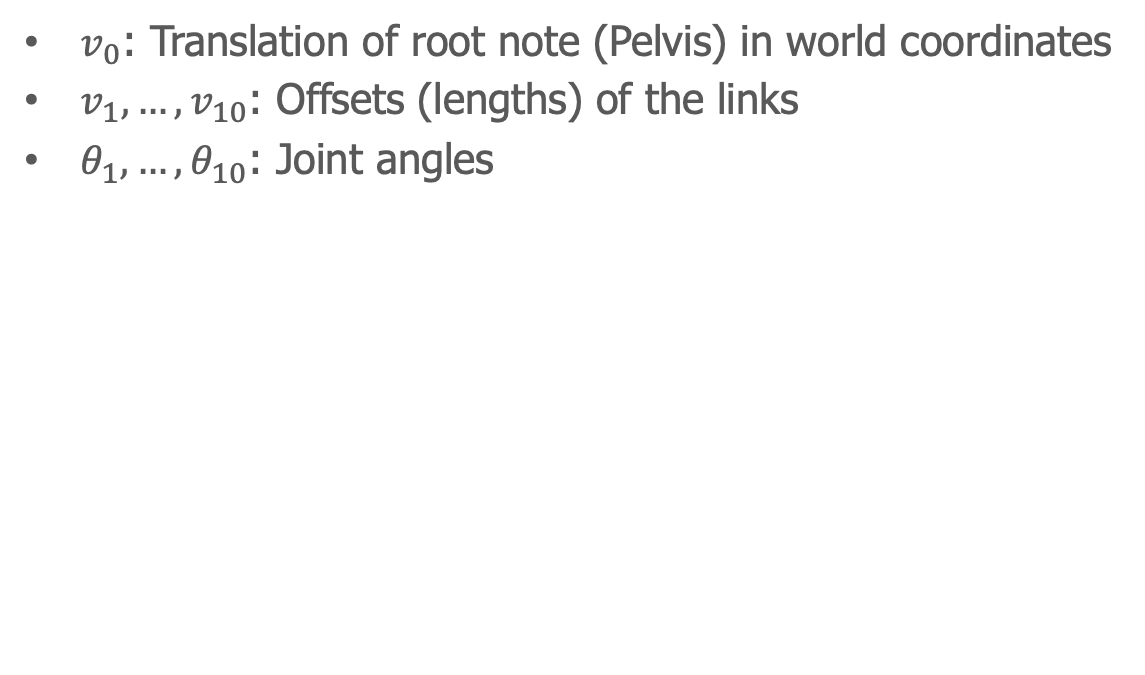 • v₀: Translation of root note (Pelvis) in world coordinates
• v₁, … , v₁₀: Offsets (lengths) of the links
• θ₁, … , θ₁₀: Joint angles